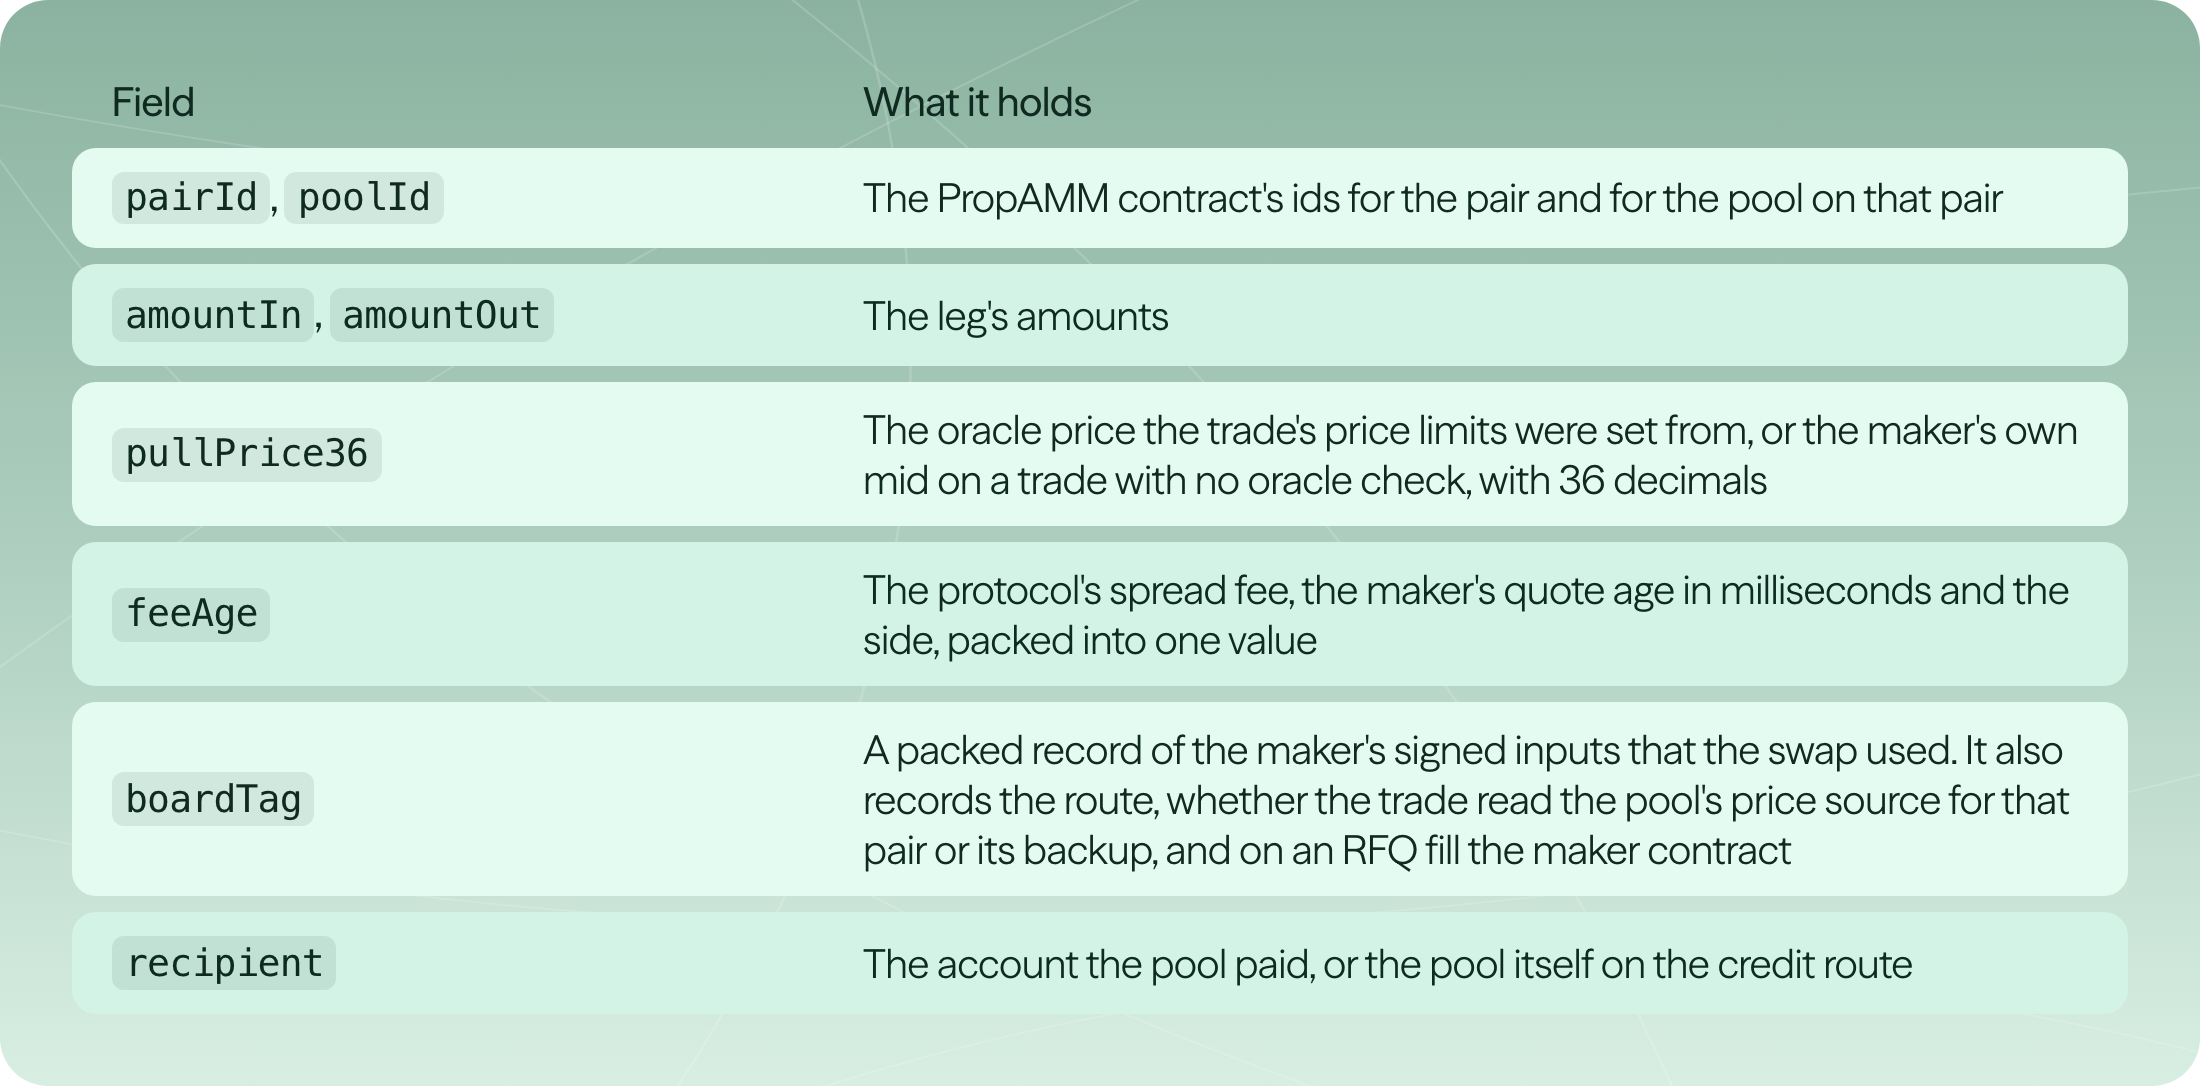 Field What it holds
pairId, poolId The PropAMM contract's ids for the pair and for the pool on that pair
amountIn, amountOut The leg's amounts
pullPrice36 The oracle price the trade's price limits were set from, or the maker's own
mid on a trade with no oracle check, with 36 decimals
feeAge The protocol's spread fee, the maker's quote age in milliseconds and the
side, packed into one value
boardTag A packed record of the maker's signed inputs that the swap used. It also
records the route, whether the trade read the pool's price source for that
pair or its backup, and on an RFQ fill the maker contract
recipient The account the pool paid, or the pool itself on the credit route